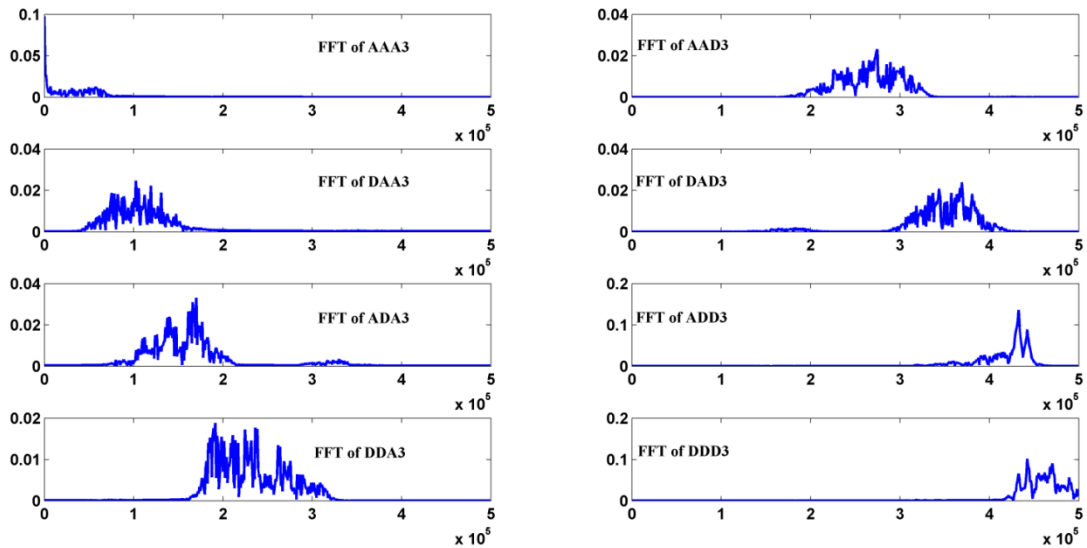 0.1
FFT of AAA3
0
0 1 2 3 4 5
x 10^5
0.04
FFT of DAA3
0.02
0
0 1 2 3 4 5
x 10^5
0.04
FFT of ADA3
0.02
0
0 1 2 3 4 5
x 10^5
0.02
FFT of DDA3
0.01
0
0 1 2 3 4 5
x 10^5
0.04
FFT of AAD3
0.02
0
0 1 2 3 4 5
x 10^5
0.04
FFT of DAD3
0.02
0
0 1 2 3 4 5
x 10^5
0.2
FFT of ADD3
0.1
0
0 1 2 3 4 5
x 10^5
0.2
FFT of DDD3
0.1
0
0 1 2 3 4 5
x 10^5